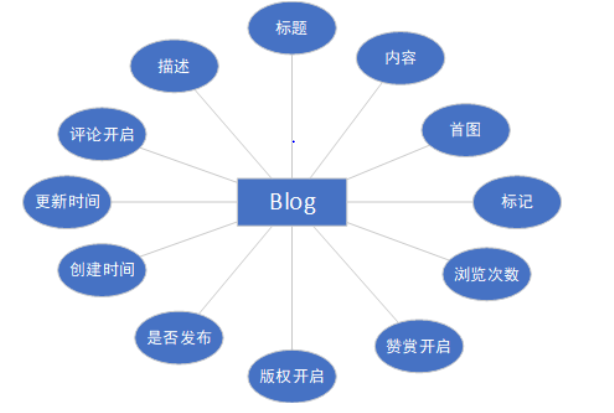 标题
内容
描述
首图
评论开启
Blog
更新时间
标记
创建时间
浏览次数
是否发布
赞赏开启
版权开启